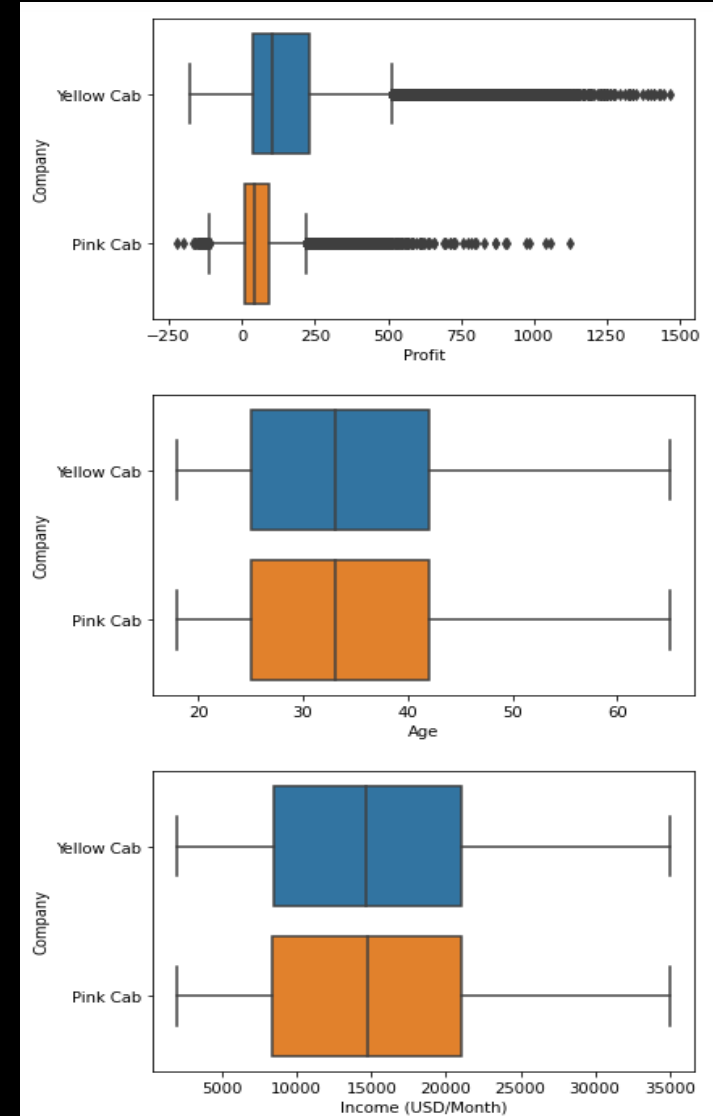 Company
Yellow Cab
Pink Cab
−250 0 250 500 750 1000 1250 1500
Profit
Company
Yellow Cab
Pink Cab
20 30 40 50 60
Age
Company
Yellow Cab
Pink Cab
5000 10000 15000 20000 25000 30000 35000
Income (USD/Month)